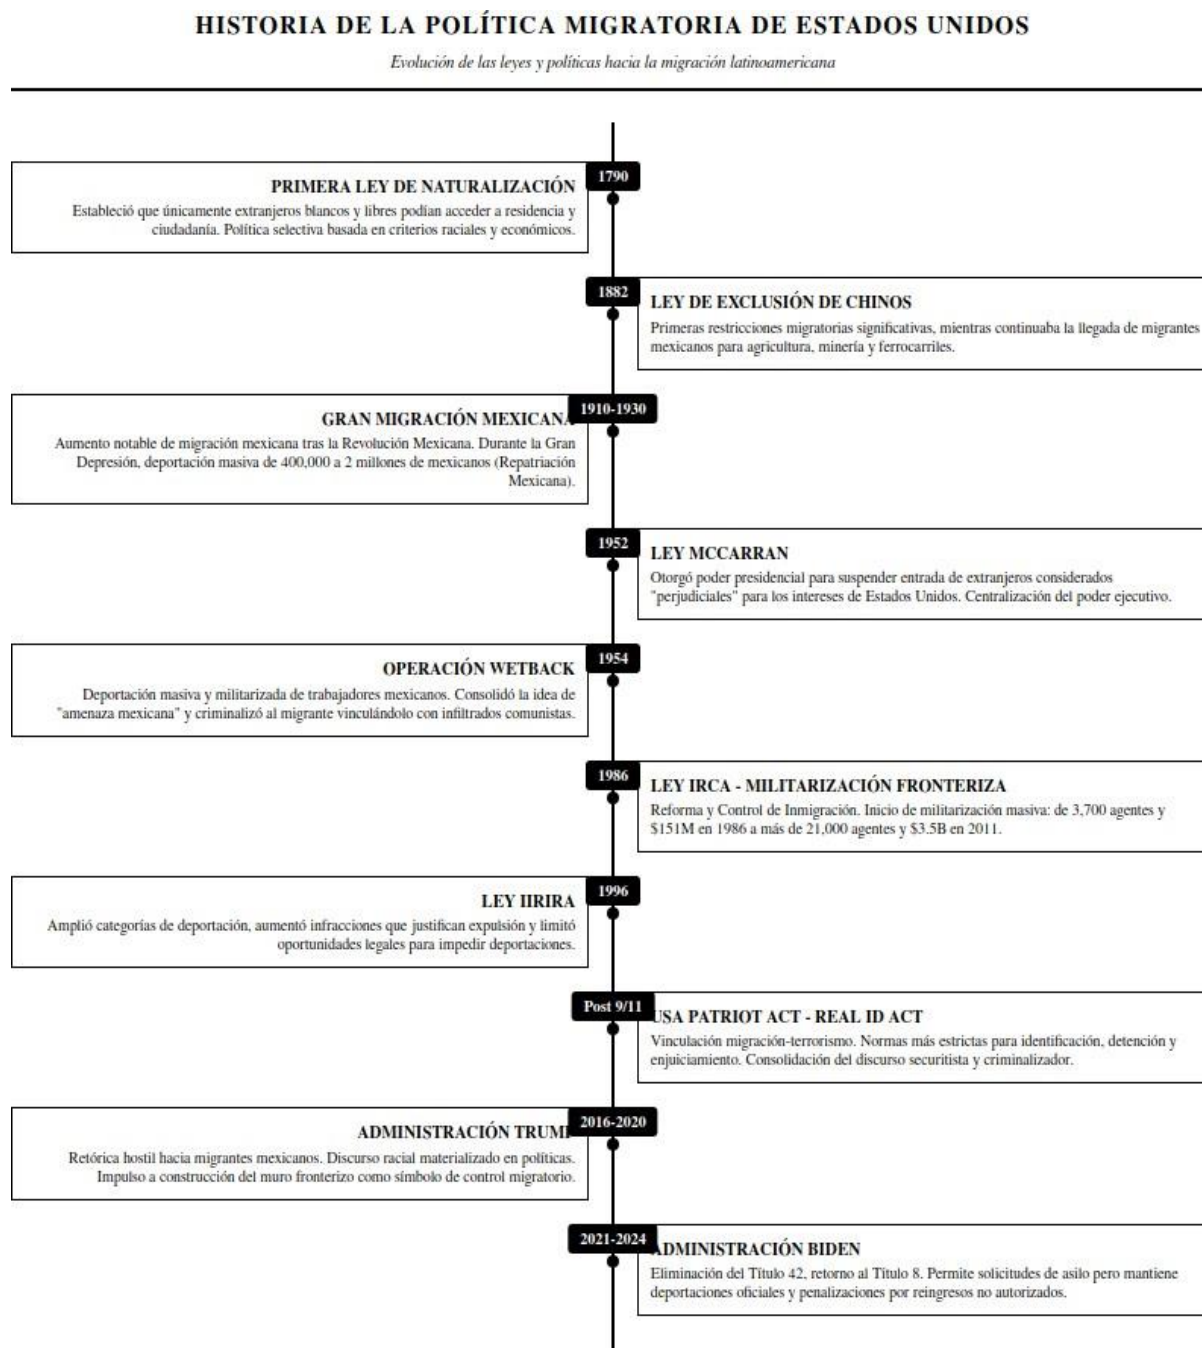 HISTORIA DE LA POLÍTICA MIGRATORIA DE ESTADOS UNIDOS
Evolución de las leyes y políticas hacia la migración latinoamericana
1790
PRIMERA LEY DE NATURALIZACIÓN
Estableció que únicamente extranjeros blancos y libres podían acceder a residencia y
ciudadanía. Política selectiva basada en criterios raciales y económicos.
1882
LEY DE EXCLUSIÓN DE CHINOS
Primeras restricciones migratorias significativas, mientras continuaba la llegada de migrantes
mexicanos para agricultura, minería y ferrocarriles.
1910-1930
GRAN MIGRACIÓN MEXICANA
Aumento notable de migración mexicana tras la Revolución Mexicana. Durante la Gran
Depresión, deportación masiva de 400,000 a 2 millones de mexicanos (Repatriación
Mexicana).
1952
LEY MCCARRAN
Otorgó poder presidencial para suspender entrada de extranjeros considerados
"perjudiciales" para los intereses de Estados Unidos. Centralización del poder ejecutivo.
1954
OPERACIÓN WETBACK
Deportación masiva y militarizada de trabajadores mexicanos. Consolidó la idea de
"amenaza mexicana" y criminalizó al migrante vinculándolo con infiltrados comunistas.
1986
LEY IRCA - MILITARIZACIÓN FRONTERIZA
Reforma y Control de Inmigración. Inicio de militarización masiva: de 3,700 agentes y
$151M en 1986 a más de 21,000 agentes y $3.5B en 2011.
1996
LEY IIRIRA
Amplió categorías de deportación, aumentó infracciones que justifican expulsión y limitó
oportunidades legales para impedir deportaciones.
Post 9/11
USA PATRIOT ACT - REAL ID ACT
Vinculación migración-terrorismo. Normas más estrictas para identificación, detención y
enjuiciamiento. Consolidación del discurso securitista y criminalizador.
2016-2020
ADMINISTRACIÓN TRUMP
Retórica hostil hacia migrantes mexicanos. Discurso racial materializado en políticas.
Impulso a construcción del muro fronterizo como símbolo de control migratorio.
2021-2024
ADMINISTRACIÓN BIDEN
Eliminación del Título 42, retorno al Título 8. Permite solicitudes de asilo pero mantiene
deportaciones oficiales y penalizaciones por reingresos no autorizados.